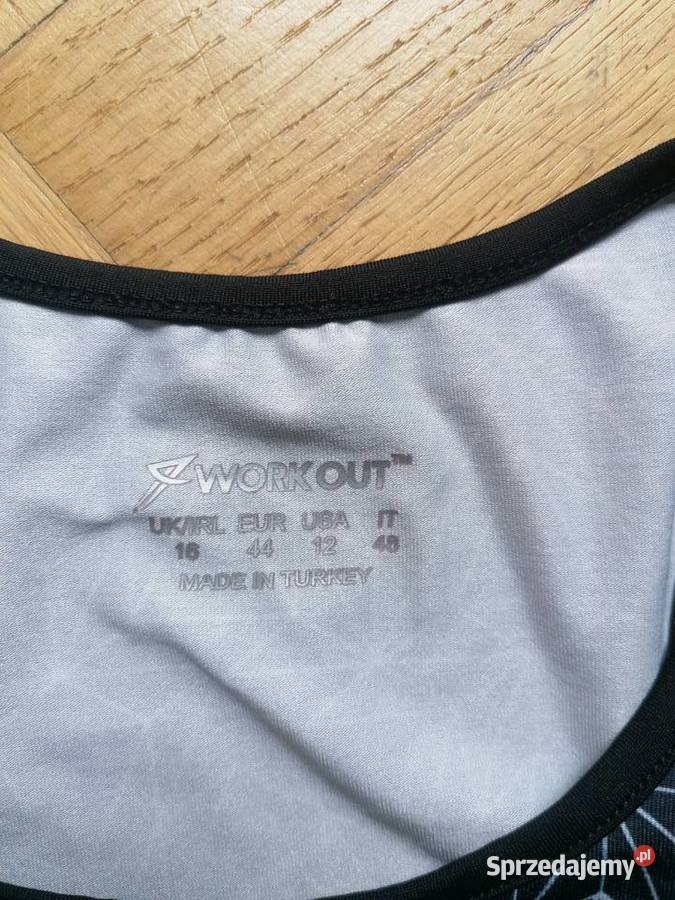 WORKOUT™
UK/IRL EUR USA IT
16 44 12 48
MADE IN TURKEY
Sprzedajemy.pl